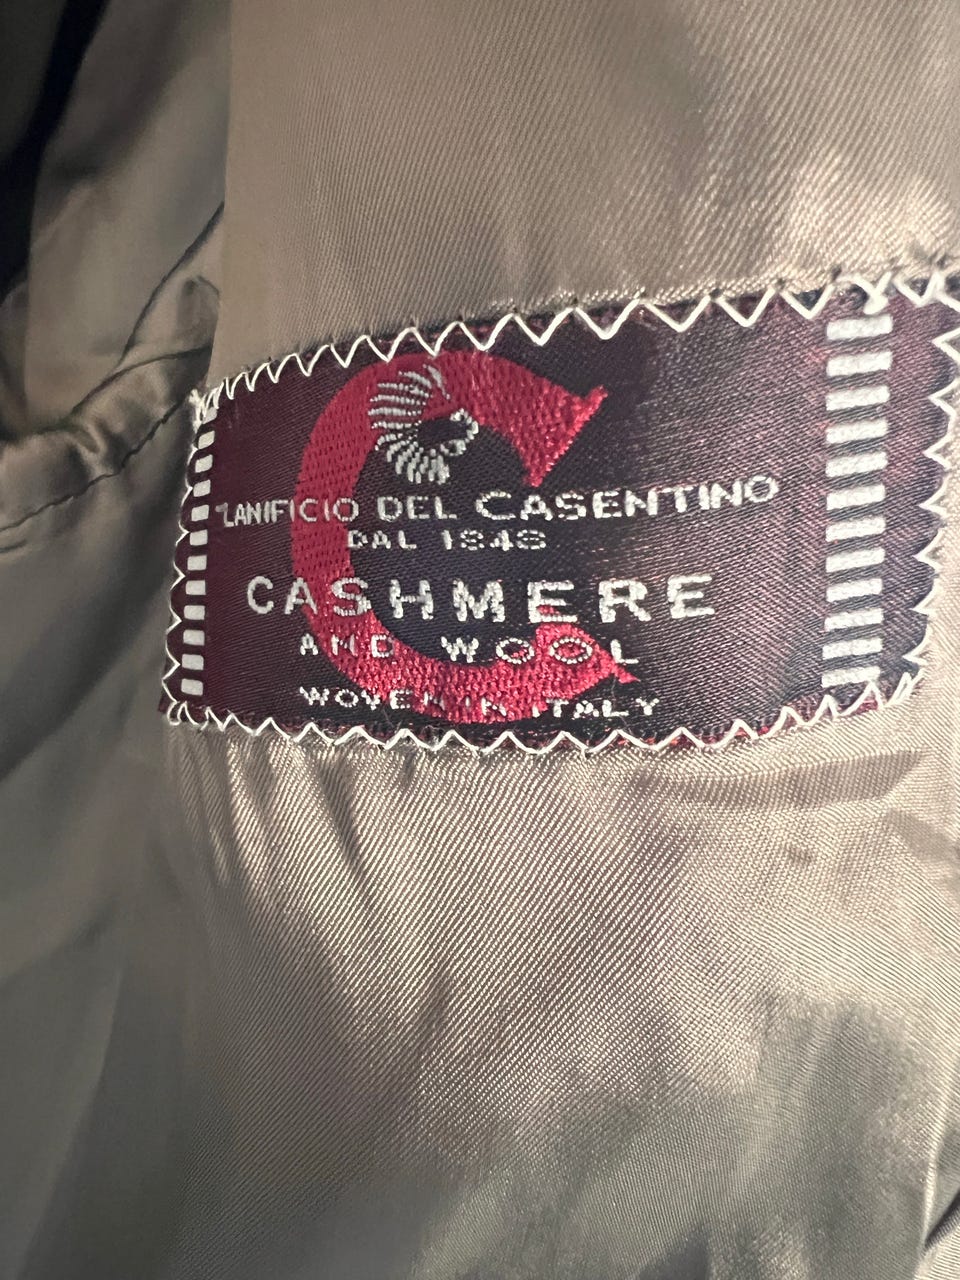 LANIFICIO DEL CASENTINO
DAL 1848
CASHMERE
AND WOOL
WOVEN IN ITALY